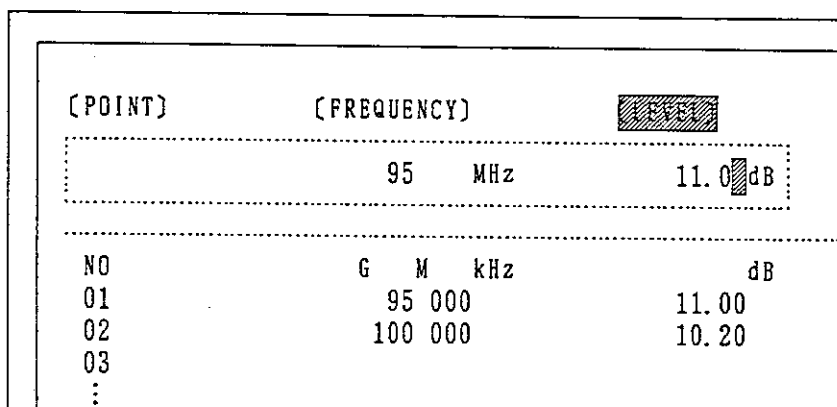 [POINT] [FREQUENCY] [LEVEL]
95 MHz 11.0 dB
NO G M kHz dB
01 95 000 11.00
02 100 000 10.20
03
⋮